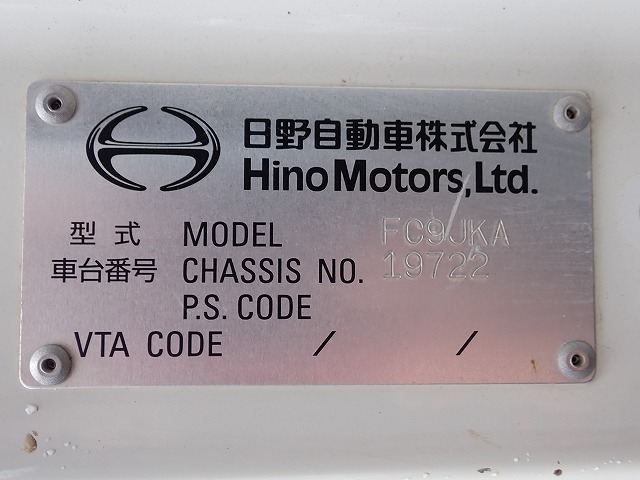 日野自動車株式会社
Hino Motors, Ltd.
型式 MODEL FC9JKA
車台番号 CHASSIS NO. 19722
P.S. CODE
VTA CODE / /